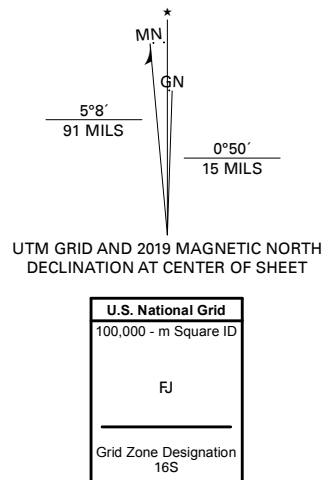 ★
MN
GN
5°8´
91 MILS
0°50´
15 MILS
UTM GRID AND 2019 MAGNETIC NORTH
DECLINATION AT CENTER OF SHEET
U.S. National Grid
100,000 - m Square ID
FJ
Grid Zone Designation
16S